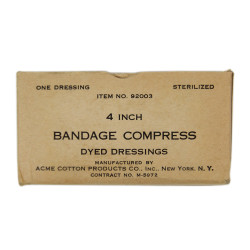 ONE DRESSING STERILIZED
ITEM NO. 92003
4 INCH
BANDAGE COMPRESS
DYED DRESSINGS
MANUFACTURED BY
ACME COTTON PRODUCTS CO., INC., NEW YORK, N.Y.
CONTRACT NO. M-5972